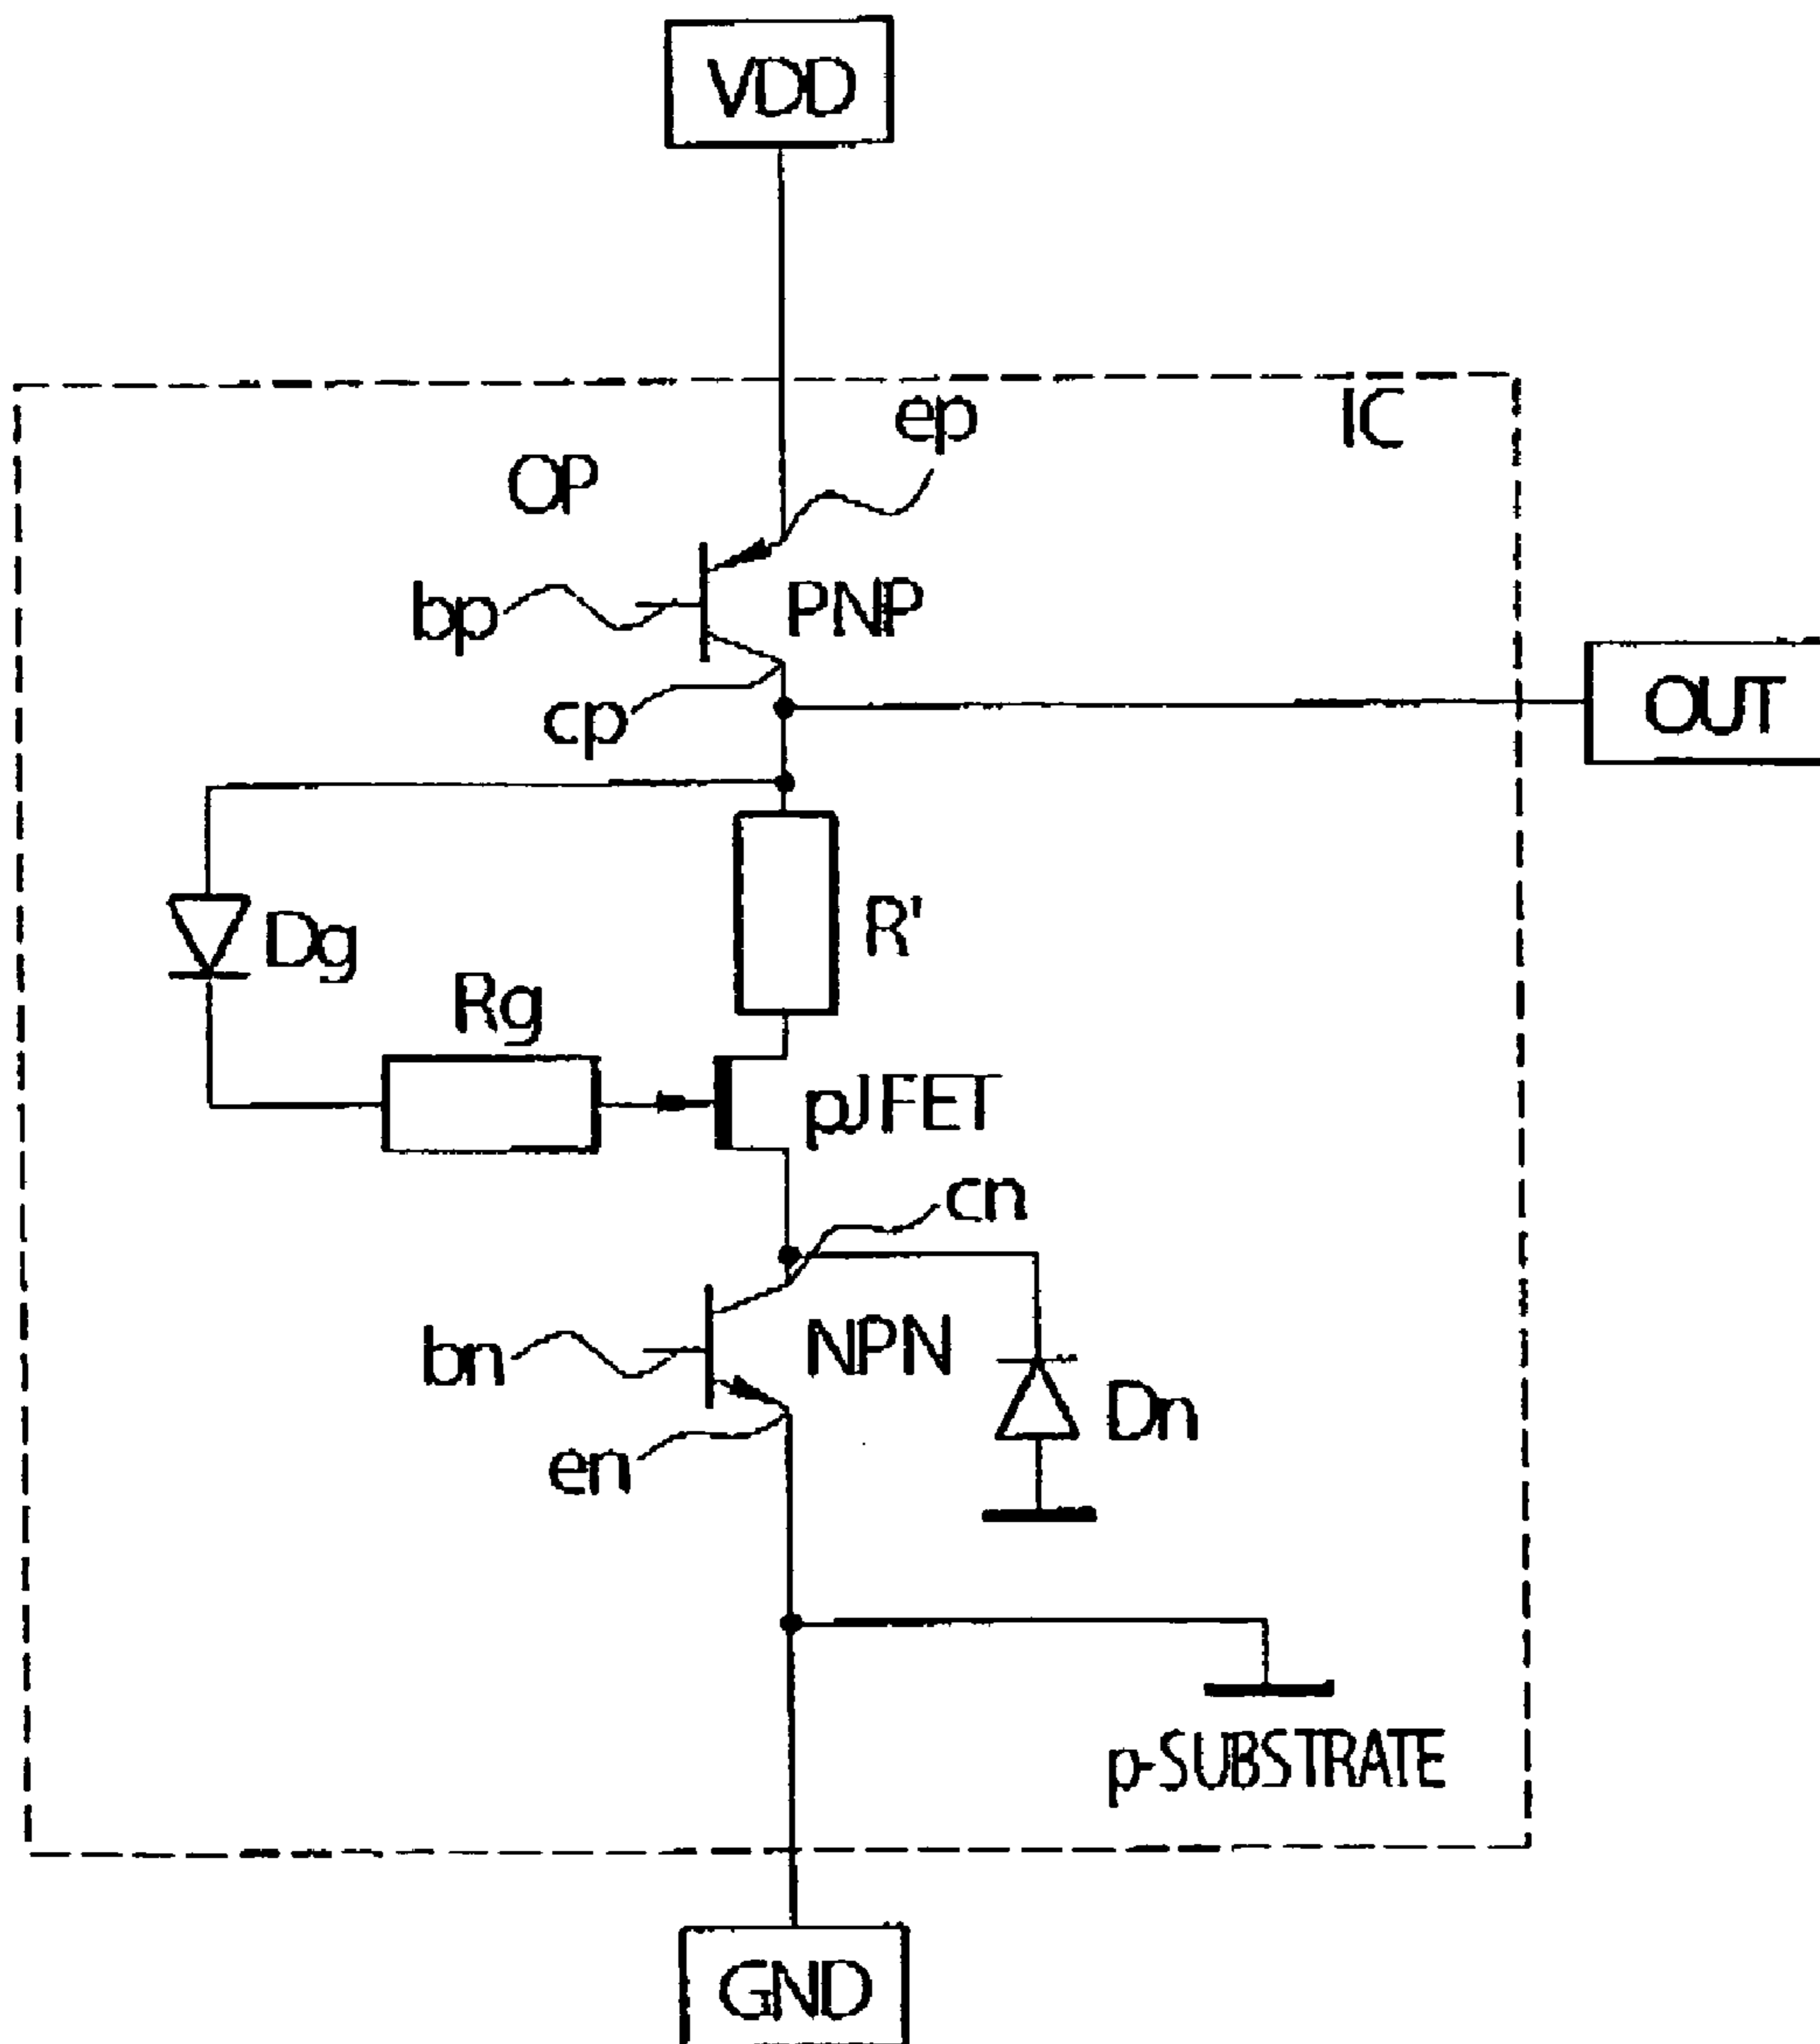 VDD
IC
ep
OP
bp
PNP
OUT
cp
R'
Dg
Rg
pJFET
cn
NPN
bn
Dn
en
p-SUBSTRATE
GND